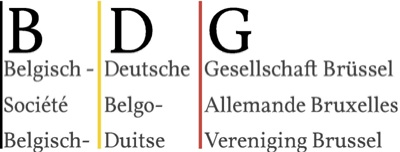 B D G
Belgisch - Deutsche Gesellschaft Brüssel
Société Belgo- Allemande Bruxelles
Belgisch- Duitse Vereniging Brussel